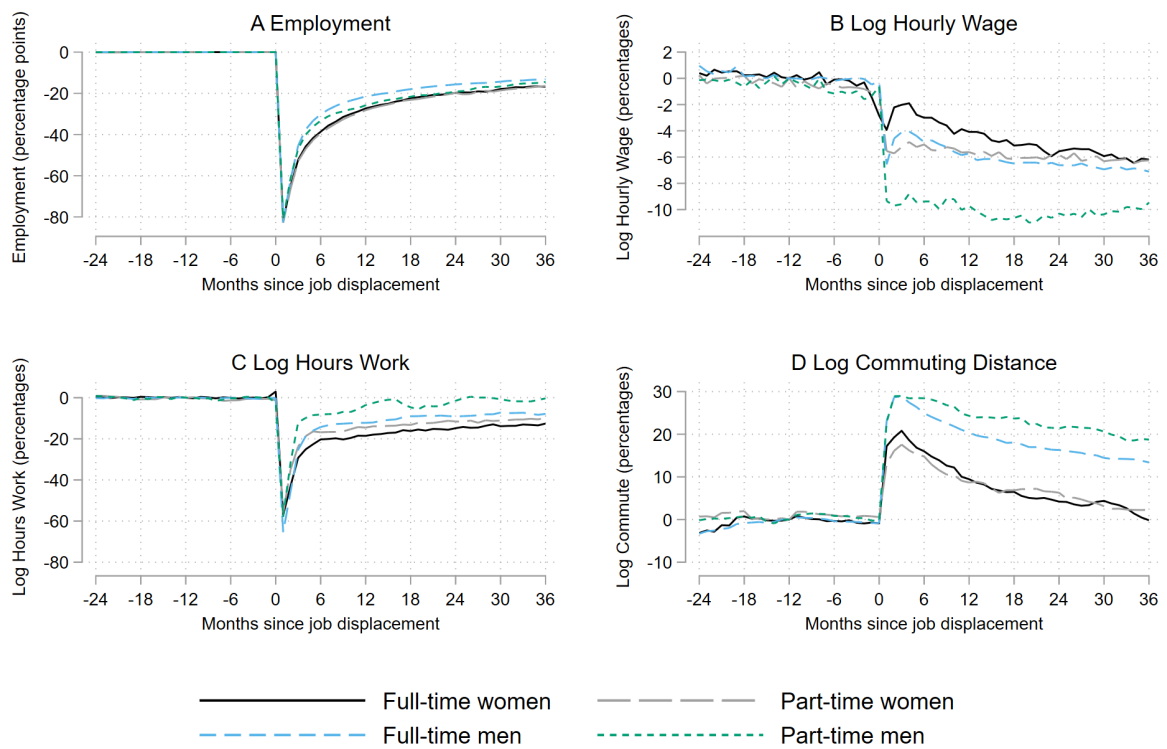 A Employment
Employment (percentage points)
0
-20
-40
-60
-80
-24 -18 -12 -6 0 6 12 18 24 30 36
Months since job displacement
B Log Hourly Wage
Log Hourly Wage (percentages)
2
0
-2
-4
-6
-8
-10
-24 -18 -12 -6 0 6 12 18 24 30 36
Months since job displacement
C Log Hours Work
Log Hours Work (percentages)
0
-20
-40
-60
-80
-24 -18 -12 -6 0 6 12 18 24 30 36
Months since job displacement
D Log Commuting Distance
Log Commute (percentages)
30
20
10
0
-10
-24 -18 -12 -6 0 6 12 18 24 30 36
Months since job displacement
Full-time women Part-time women
Full-time men Part-time men